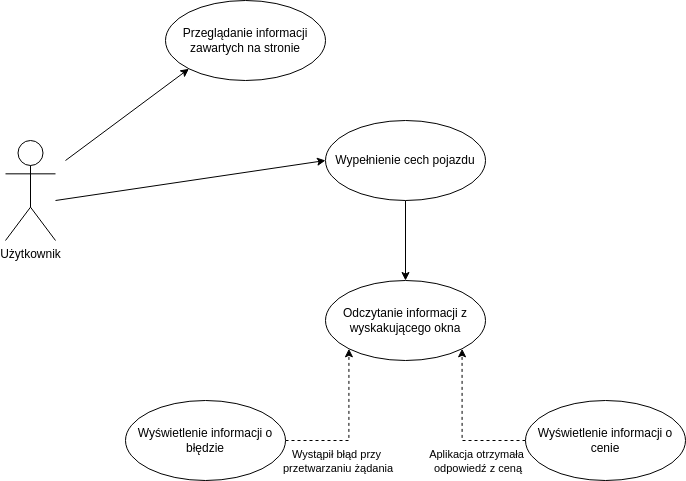 Przeglądanie informacji
zawartych na stronie
Wypełnienie cech pojazdu
Użytkownik
Odczytanie informacji z
wyskakującego okna
Wyświetlenie informacji o
błędzie
Wystąpił błąd przy
przetwarzaniu żądania
Aplikacja otrzymała
odpowiedź z ceną
Wyświetlenie informacji o
cenie